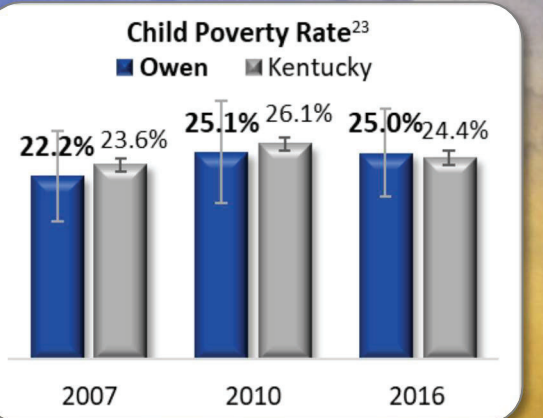 Child Poverty Rate23
Owen Kentucky
22.2% 23.6% 25.1% 26.1% 25.0% 24.4%
2007 2010 2016